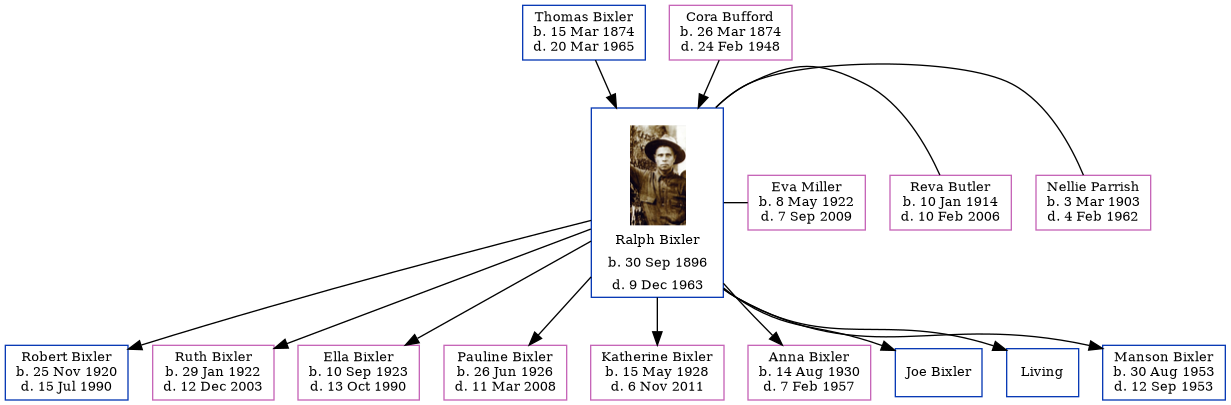 Thomas Bixler
b. 15 Mar 1874
d. 20 Mar 1965
Cora Bufford
b. 26 Mar 1874
d. 24 Feb 1948
Ralph Bixler
b. 30 Sep 1896
d. 9 Dec 1963
Eva Miller
b. 8 May 1922
d. 7 Sep 2009
Reva Butler
b. 10 Jan 1914
d. 10 Feb 2006
Nellie Parrish
b. 3 Mar 1903
d. 4 Feb 1962
Robert Bixler
b. 25 Nov 1920
d. 15 Jul 1990
Ruth Bixler
b. 29 Jan 1922
d. 12 Dec 2003
Ella Bixler
b. 10 Sep 1923
d. 13 Oct 1990
Pauline Bixler
b. 26 Jun 1926
d. 11 Mar 2008
Katherine Bixler
b. 15 May 1928
d. 6 Nov 2011
Anna Bixler
b. 14 Aug 1930
d. 7 Feb 1957
Joe Bixler
Living
Manson Bixler
b. 30 Aug 1953
d. 12 Sep 1953